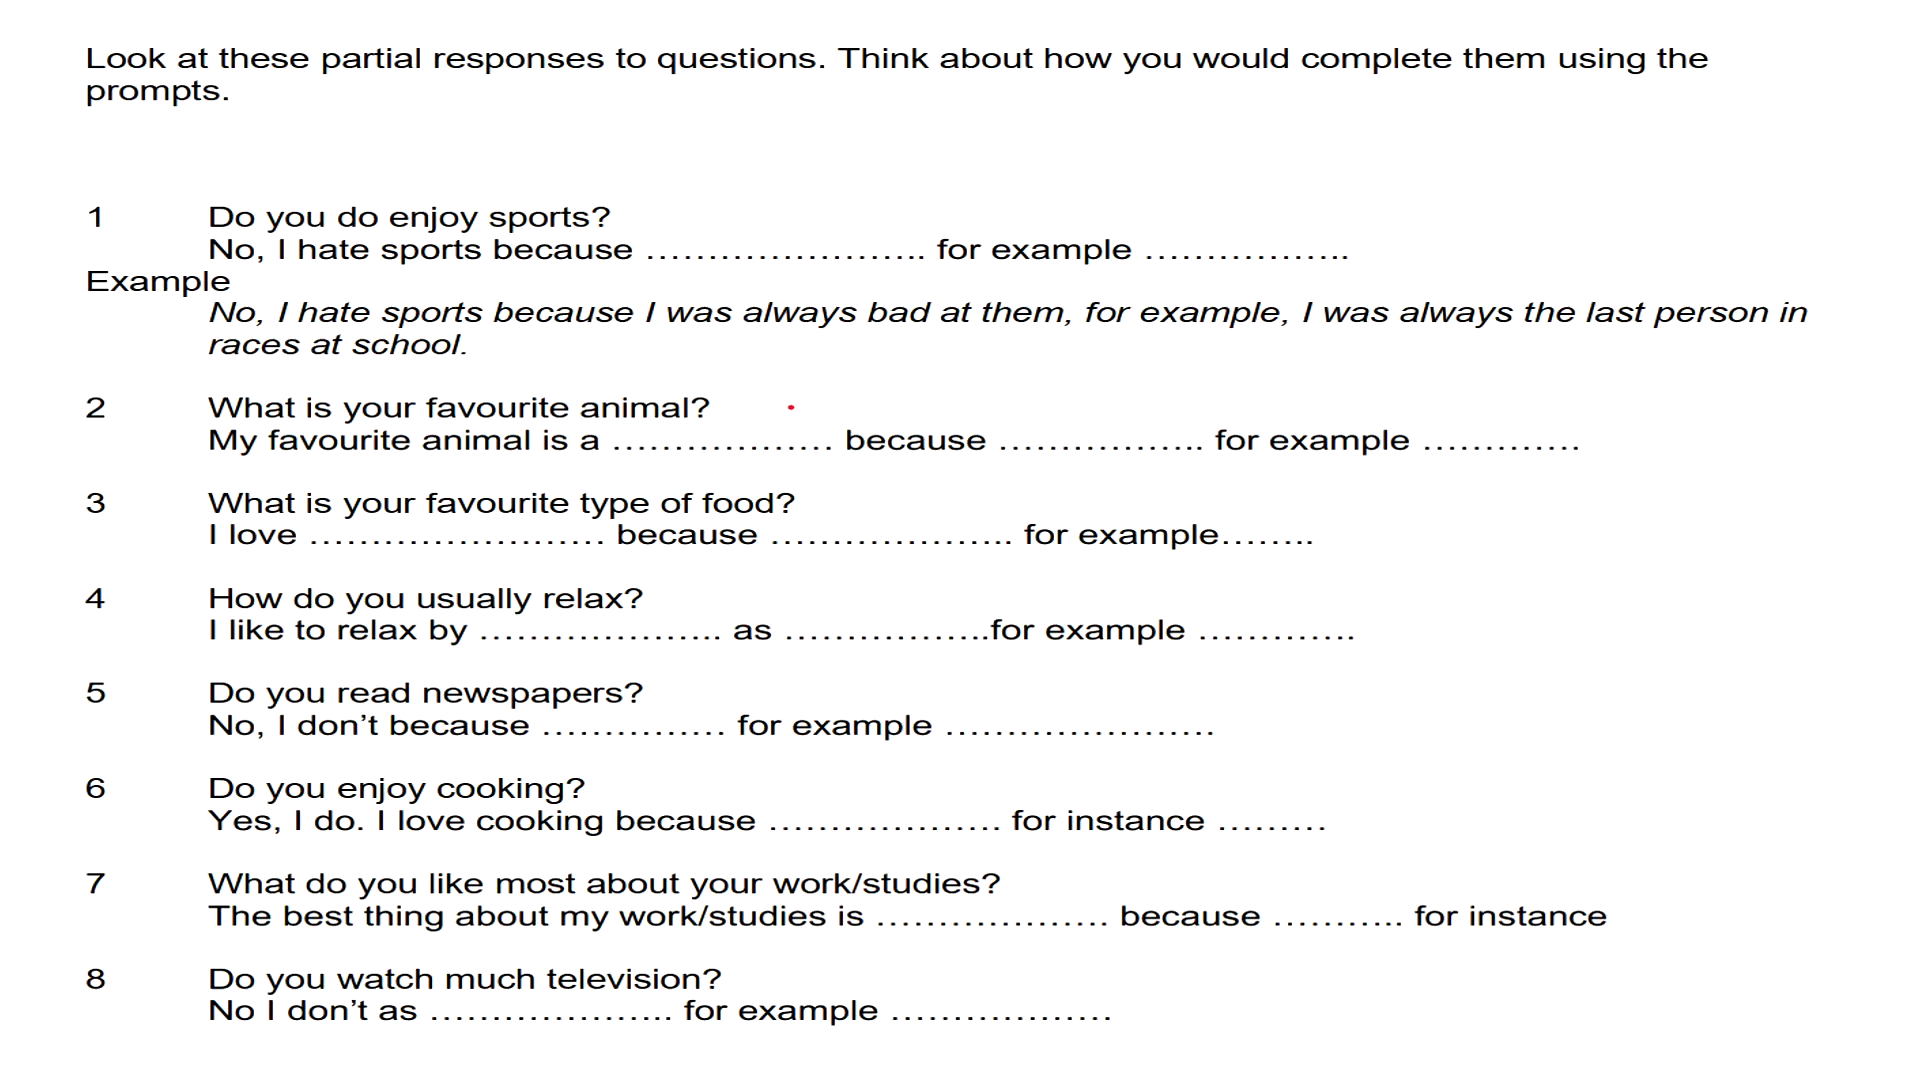 Look at these partial responses to questions. Think about how you would complete them using the
prompts.
1 Do you do enjoy sports?
No, I hate sports because …………………….. for example ……………..
Example
No, I hate sports because I was always bad at them, for example, I was always the last person in
races at school.
2 What is your favourite animal?
My favourite animal is a ……………… because …………….. for example ………….
3 What is your favourite type of food?
I love …………………… because ……………….. for example……..
4 How do you usually relax?
I like to relax by ……………….. as ……………..for example ………….
5 Do you read newspapers?
No, I don’t because …………… for example ………………….
6 Do you enjoy cooking?
Yes, I do. I love cooking because ………………. for instance ………
7 What do you like most about your work/studies?
The best thing about my work/studies is ………………. because ……….. for instance
8 Do you watch much television?
No I don’t as ……………….. for example ………………